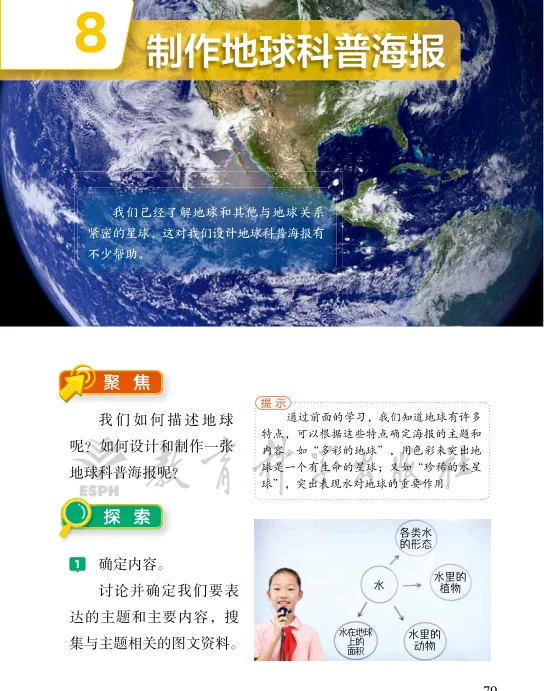 8
制作地球科普海报
我们已经了解地球和其他与地球关系
紧密的星球，这对我们设计地球科普海报有
不少帮助。
聚焦
我们如何描述地球
呢？如何设计和制作一张
地球科普海报呢？
提示
通过前面的学习，我们知道地球有许多
特点，可以根据这些特点确定海报的主题和
内容。如“多彩的地球”，用色彩来突出地
球是一个有生命的星球；又如“珍稀的水星
球”，突出表现水对地球的重要作用。
教育科学出版社
ESPH
探索
1 确定内容。
讨论并确定我们要表
达的主题和主要内容，搜
集与主题相关的图文资料。
各类水
的形态
水
水里的
植物
水在地球
上的
面积
水里的
动物